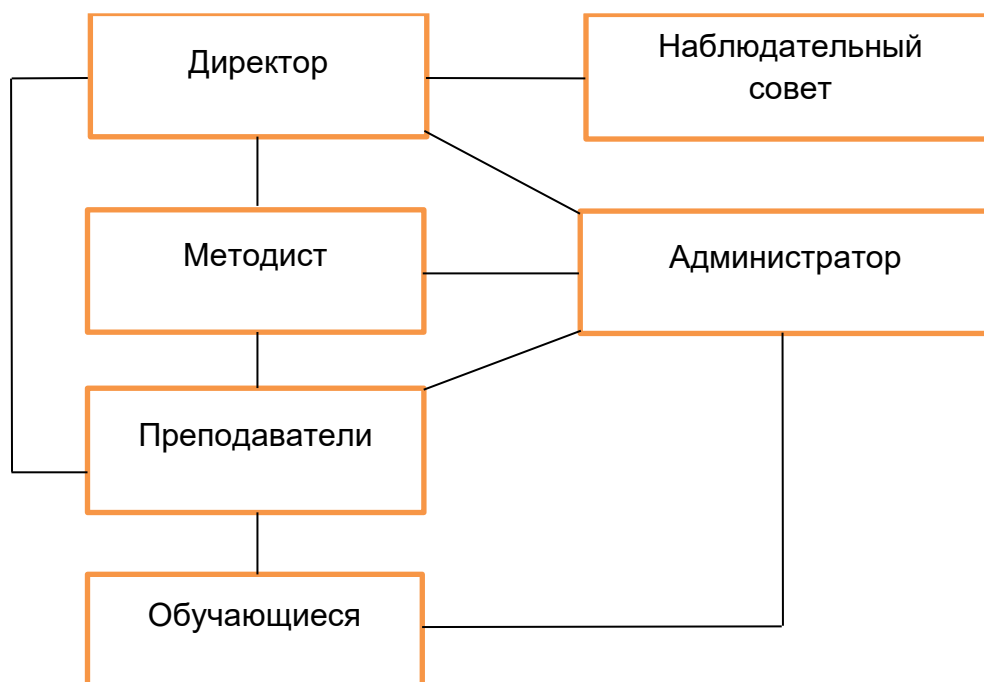 Директор
Наблюдательный
совет
Методист
Администратор
Преподаватели
Обучающиеся